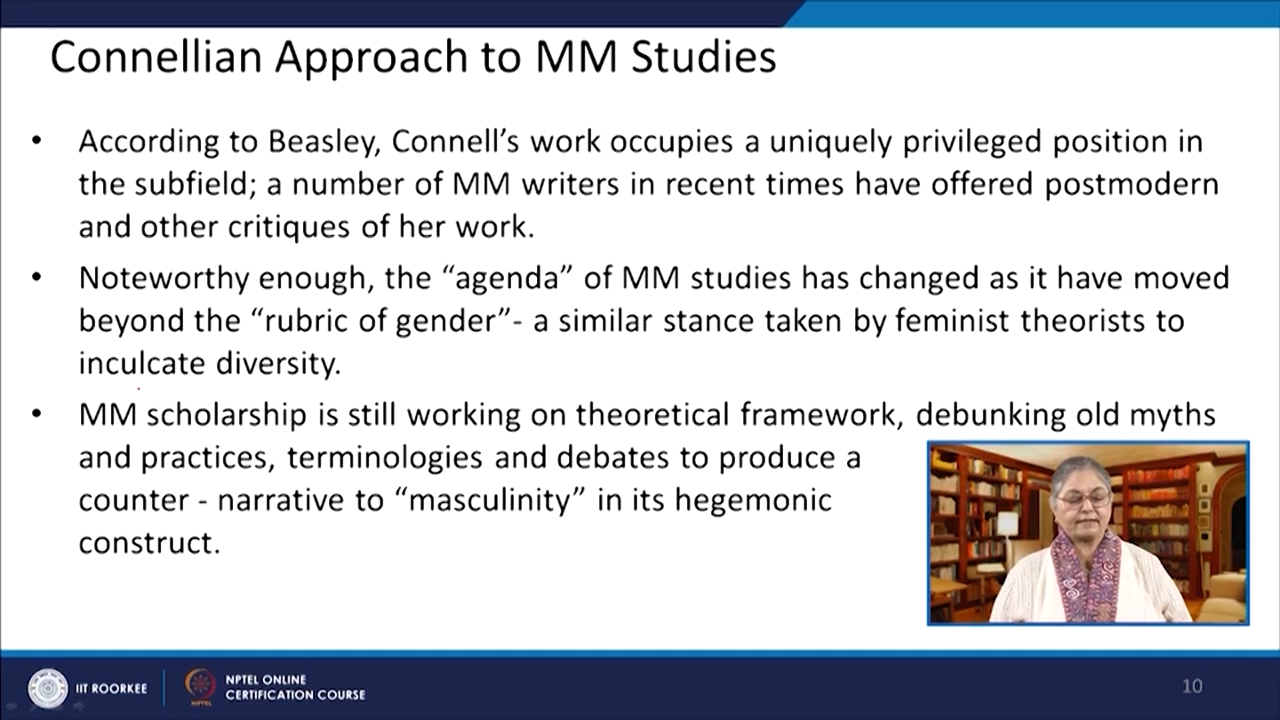 Connellian Approach to MM Studies
• According to Beasley, Connell’s work occupies a uniquely privileged position in
the subfield; a number of MM writers in recent times have offered postmodern
and other critiques of her work.
• Noteworthy enough, the “agenda” of MM studies has changed as it have moved
beyond the “rubric of gender”- a similar stance taken by feminist theorists to
inculcate diversity.
• MM scholarship is still working on theoretical framework, debunking old myths
and practices, terminologies and debates to produce a
counter - narrative to “masculinity” in its hegemonic
construct.
IIT ROORKEE
NPTEL
NPTEL ONLINE
CERTIFICATION COURSE
10